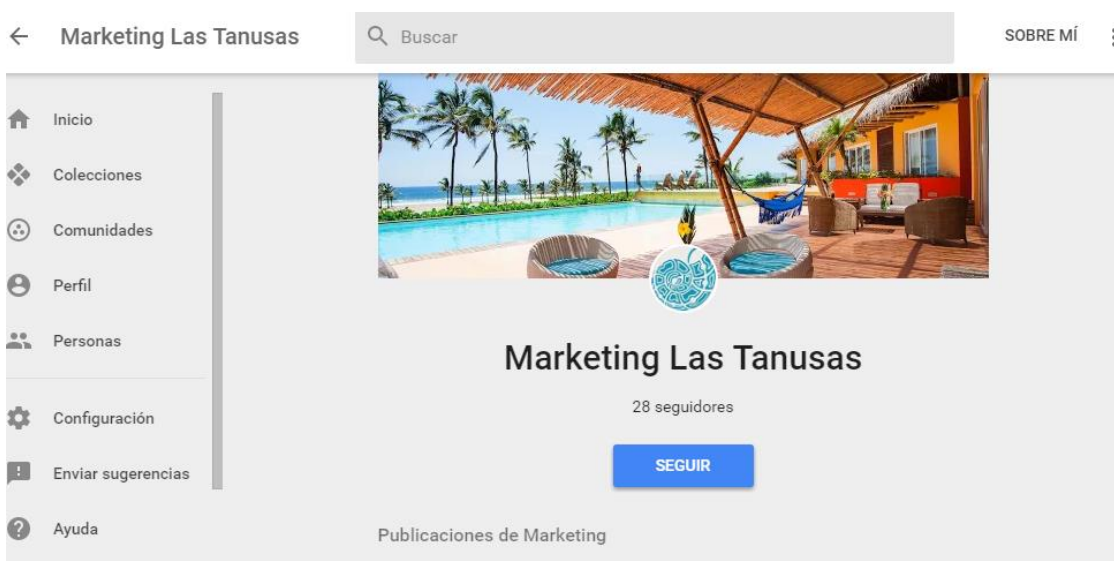 Marketing Las Tanusas
Buscar
SOBRE MÍ
Inicio
Colecciones
Comunidades
Perfil
Personas
Configuración
Enviar sugerencias
Ayuda
Marketing Las Tanusas
28 seguidores
SEGUIR
Publicaciones de Marketing